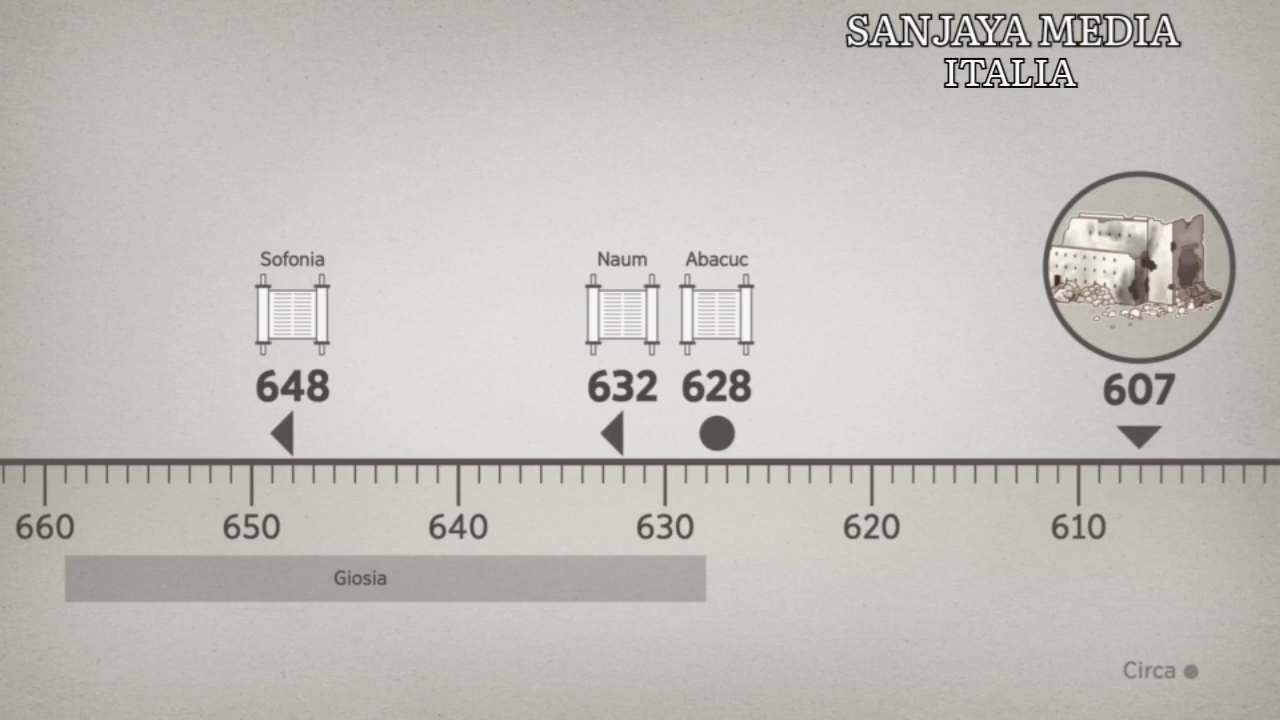 SANJAYA MEDIA
ITALIA
Sofonia
Naum
Abacuc
648
632
628
607
660
650
640
630
620
610
Giosia
Circa